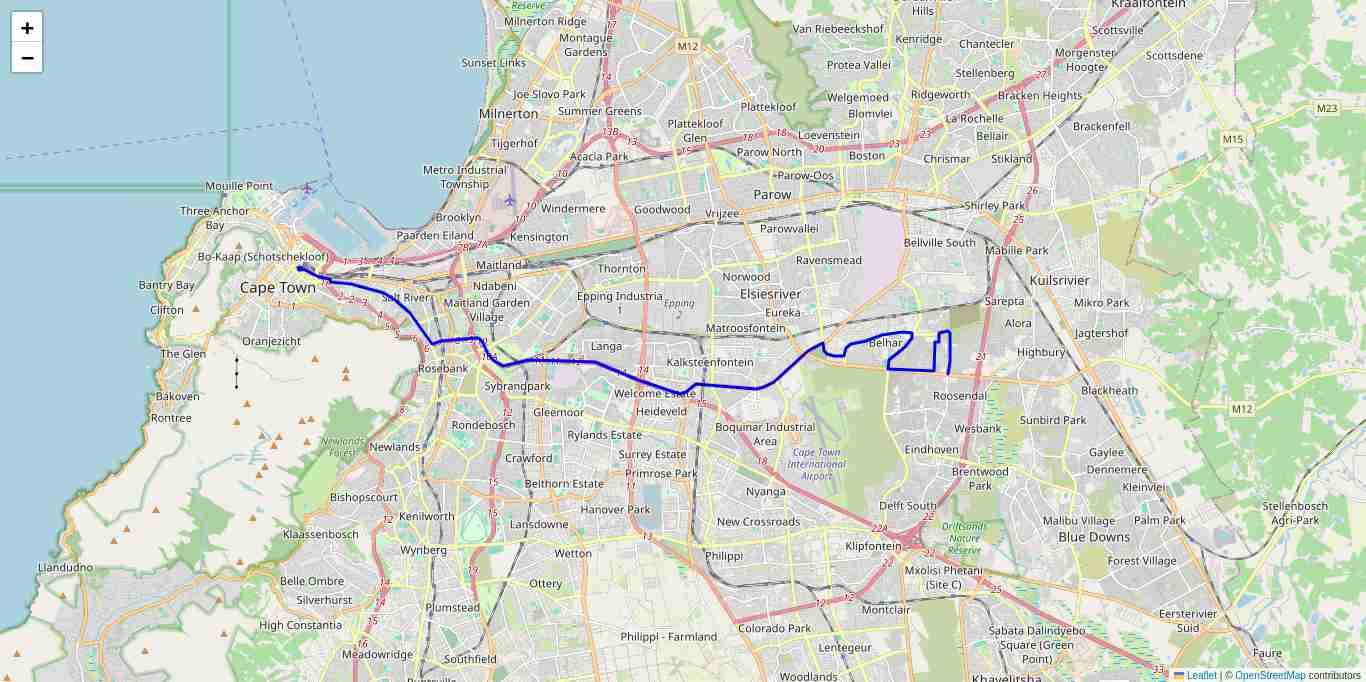 +
−
Reserve
Milnerton Ridge
Montague
Gardens
Sunset Links
M12
Van Riebeeckshof
Hills
Kenridge
Chantecler
Kraaifontein
Scottsville
Morgenster
Hoogte
Scottsdene
Protea Vallei
Stellenberg
Joe Slovo Park
Summer Greens
Milnerton
Tijgerhof
Plattekloof
Plattekloof
Glen
Welgemoed
Blomvlei
Ridgeworth
Bracken Heights
La Rochelle
Bellair
Brackenfell
M23
M15
Loevenstein
Acacia Park
Parow North
Boston
Chrismar
Stikland
Metro Industrial
Township
Parow-Oos
Parow
Mouille Point
Three Anchor
Bay
Brooklyn
Windermere
Goodwood
Vrijzee
Shirley Park
Paarden Eiland
Kensington
Parowvallei
Bellville South
Mabille Park
Bo-Kaap (Schotschekloof)
Maitland
Thornton
Ravensmead
Norwood
Kuilsrivier
Bantry Bay
Cape Town
Salt River
Ndabeni
Maitland Garden
Village
Epping Industria
1
Epping
2
Elsiesriver
Eureka
Sarepta
Mikro Park
Clifton
Matroosfontein
Alora
Jagtershof
Oranjezicht
Langa
Belhar
The Glen
Rosebank
Kalksteenfontein
Highbury
Bakoven
Sybrandpark
Welcome Estate
Roosendal
Blackheath
Rontree
Gleemoor
Heideveld
M12
Rondebosch
Rylands Estate
Boquinar Industrial
Area
Wesbank
Sunbird Park
Newlands
Forest
Newlands
Crawford
Surrey Estate
Cape Town
International
Airport
Eindhoven
Gaylee
Dennemere
Primrose Park
Brentwood
Park
Belthorn Estate
Nyanga
Kleinvlei
Bishopscourt
Hanover Park
Delft South
Stellenbosch
Agri-Park
Kenilworth
Lansdowne
New Crossroads
Malibu Village
Palm Park
Klaassenbosch
Driftsands
Nature
Reserve
Blue Downs
Wynberg
Wetton
Philippi
Klipfontein
Forest Village
Llandudno
Belle Ombre
Ottery
Mxolisi Phetani
(Site C)
Silverhurst
Plumstead
Montclair
Eersterivier
Suid
High Constantia
Philippi - Farmland
Colorado Park
Sabata Dalindyebo
Square (Green
Point)
Meadowridge
Southfield
Lentegeur
Faure
Woodlands
Khayelitsha
Leaflet | © OpenStreetMap contributors